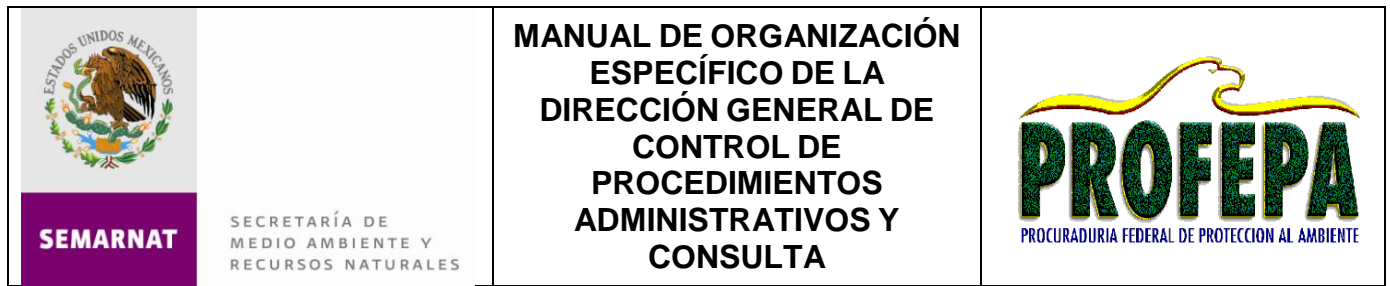 ESTADOS UNIDOS MEXICANOS
SEMARNAT
SECRETARÍA DE
MEDIO AMBIENTE Y
RECURSOS NATURALES
MANUAL DE ORGANIZACIÓN
ESPECÍFICO DE LA
DIRECCIÓN GENERAL DE
CONTROL DE
PROCEDIMIENTOS
ADMINISTRATIVOS Y
CONSULTA
PROFEPA
PROCURADURIA FEDERAL DE PROTECCION AL AMBIENTE